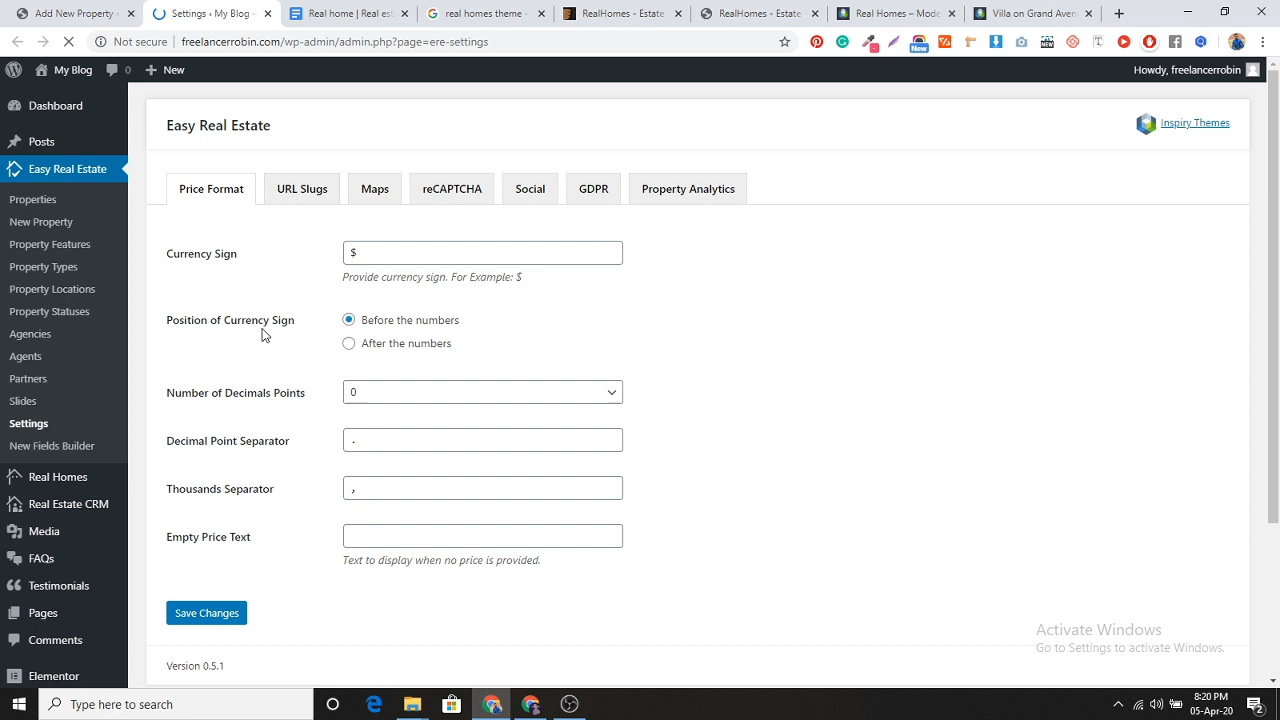 Add New Property ‹
Settings ‹ My Blog —
Real home | Real est
real homes theme -
RealHomes - Estate
RealHomes - Estate
Real Homes – Mode
Villa on Grand Aven
Not secure | freelancerrobin.com/wp-admin/admin.php?page=ere-settings
New
NEW
My Blog 0 New
Howdy, freelancerrobin
Dashboard
Posts
Easy Real Estate
Properties
New Property
Property Features
Property Types
Property Locations
Property Statuses
Agencies
Agents
Partners
Slides
Settings
New Fields Builder
Real Homes
Real Estate CRM
Media
FAQs
Testimonials
Pages
Comments
Elementor
Easy Real Estate
Inspiry Themes
Price Format
URL Slugs
Maps
reCAPTCHA
Social
GDPR
Property Analytics
Currency Sign
$
Provide currency sign. For Example: $
Position of Currency Sign
Before the numbers
After the numbers
Number of Decimals Points
0
Decimal Point Separator
.
Thousands Separator
,
Empty Price Text
Text to display when no price is provided.
Save Changes
Version 0.5.1
Activate Windows
Go to Settings to activate Windows.
Type here to search
8:20 PM
05-Apr-20
2